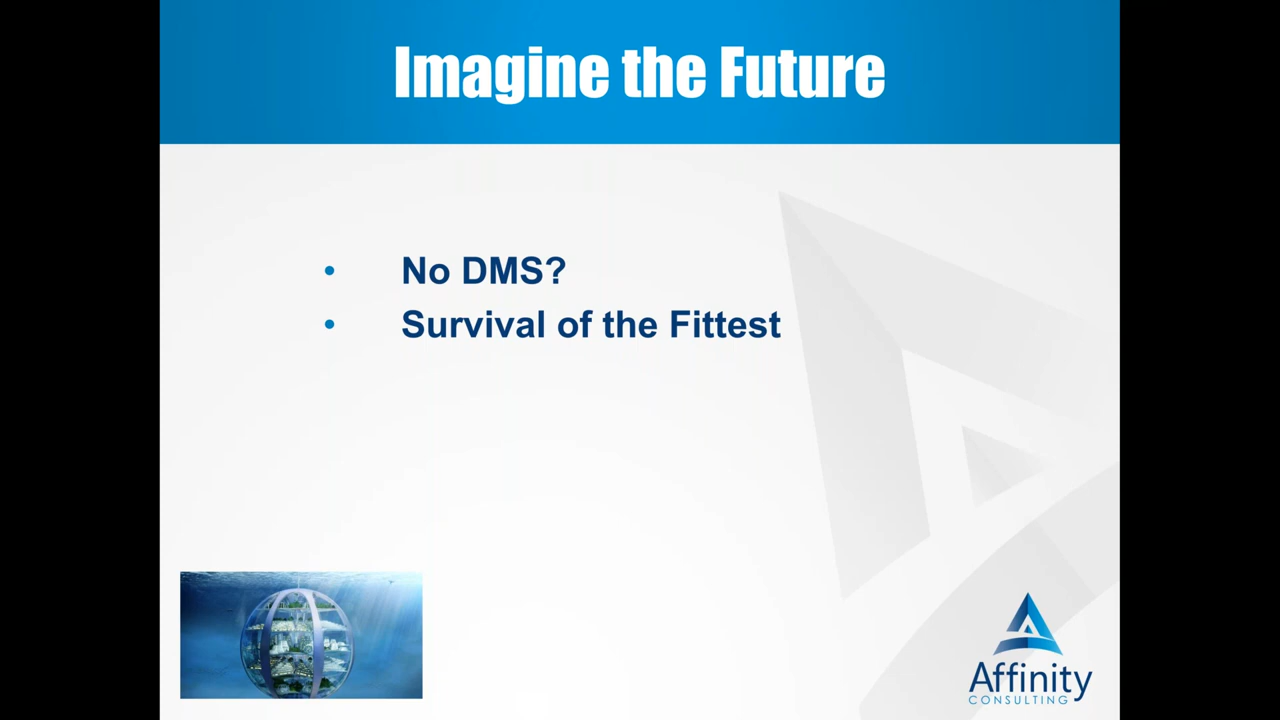 Imagine the Future
• No DMS?
• Survival of the Fittest
Affinity
CONSULTING